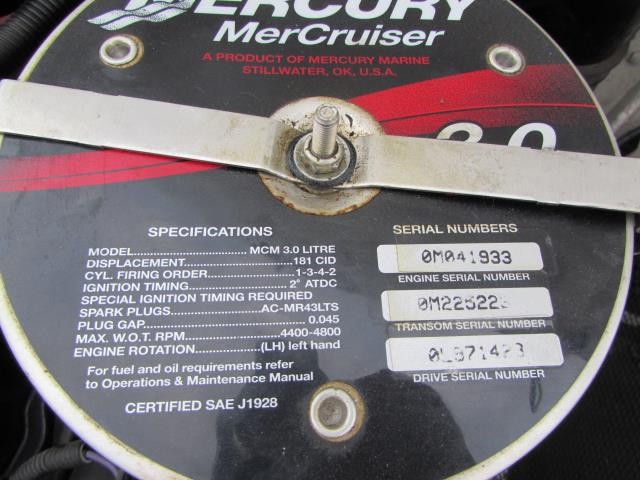 MERCURY
MerCruiser
A PRODUCT OF MERCURY MARINE
STILLWATER, OK, U.S.A.
3.0
SPECIFICATIONS
MODEL................................MCM 3.0 LITRE
DISPLACEMENT..............................181 CID
CYL. FIRING ORDER.......................1-3-4-2
IGNITION TIMING..........................2° ATDC
SPECIAL IGNITION TIMING REQUIRED
SPARK PLUGS.....................AC-MR43LTS
PLUG GAP.......................................0.045
MAX. W.O.T. RPM.....................4400-4800
ENGINE ROTATION...............(LH) left hand
For fuel and oil requirements refer
to Operations & Maintenance Manual
CERTIFIED SAE J1928
SERIAL NUMBERS
0M041933
ENGINE SERIAL NUMBER
TRANSOM SERIAL NUMBER
DRIVE SERIAL NUMBER